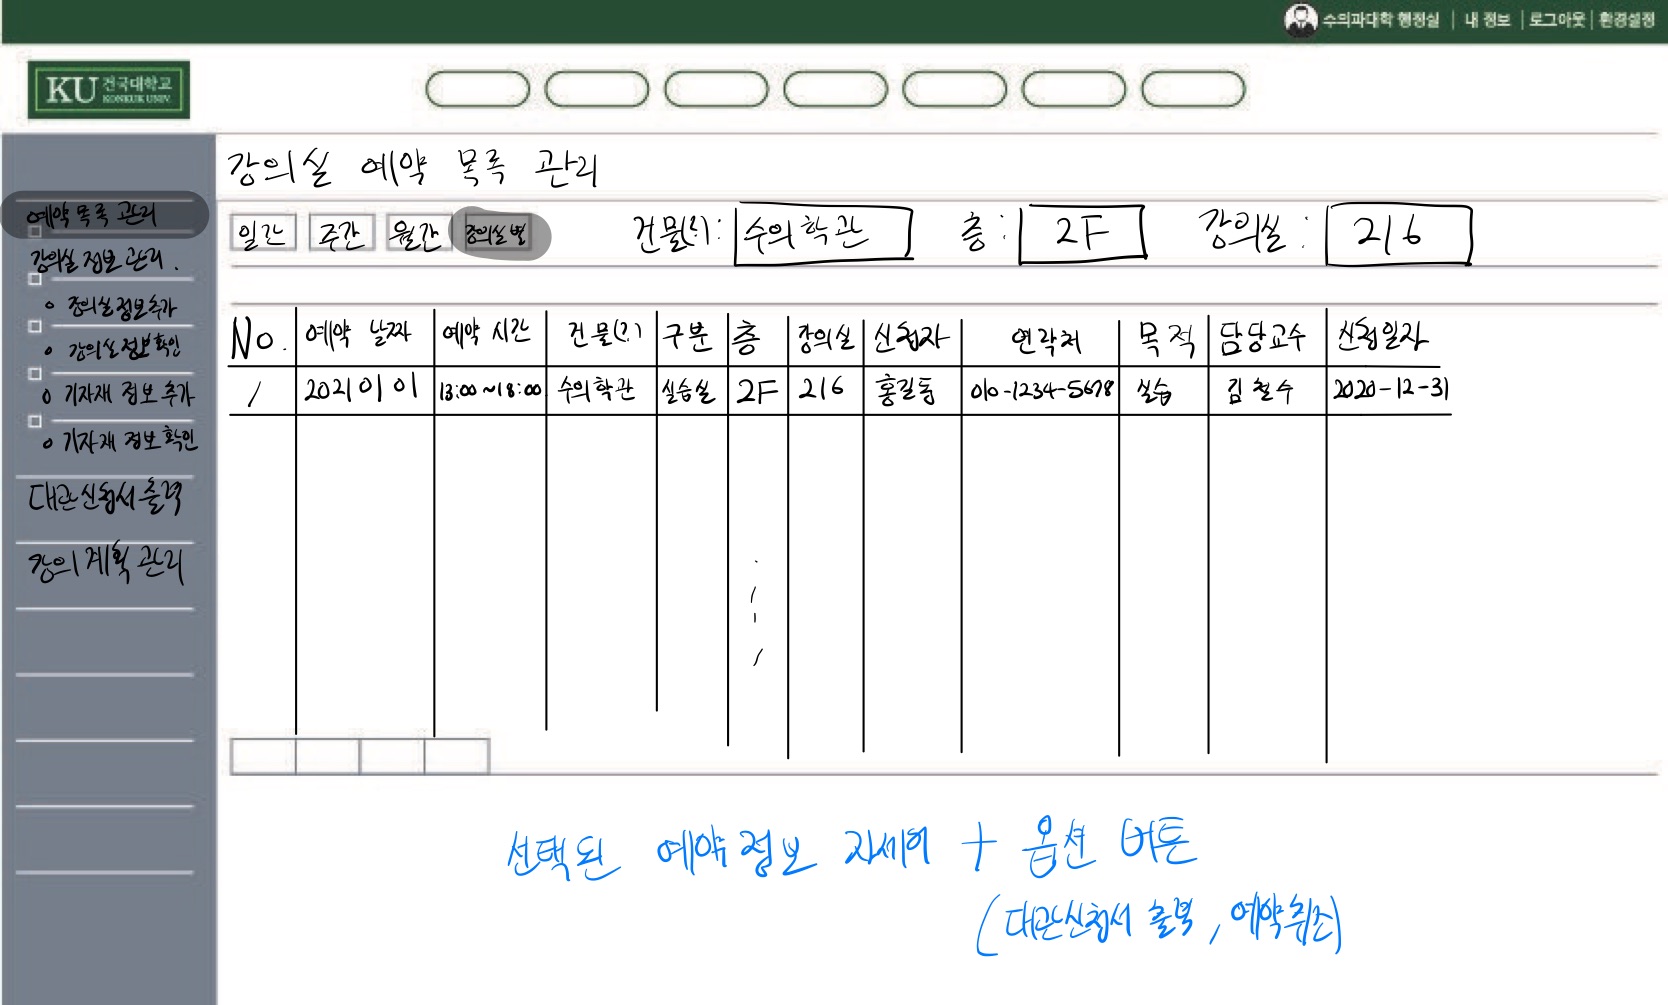 수의과대학 행정실 | 내 정보 | 로그아웃 | 환경설정
KU 건국대학교
KONKUK UNIV.
강의실 예약 목록 관리
예약 목록 관리
강의실 정보 관리.
강의실 정보 추가
강의실 정보 확인
기자재 정보 추가
기자재 정보 확인
대관신청서 출력
강의 계획 관리
일간 주간 월간 강의실별 건물(?): 수의학관 층: 2F 강의실: 216
No. 예약 날짜 예약 시간 건물(?) 구분 층 강의실 신청자 연락처 목적 담당교수 신청일자
1 20210101 13:00~18:00 수의학관 실습실 2F 216 홍길동 010-1234-5678 실습 김철수 2020-12-31
선택된 예약정보 자세히 + 옵션 버튼
(대관신청서 출력, 예약취소)